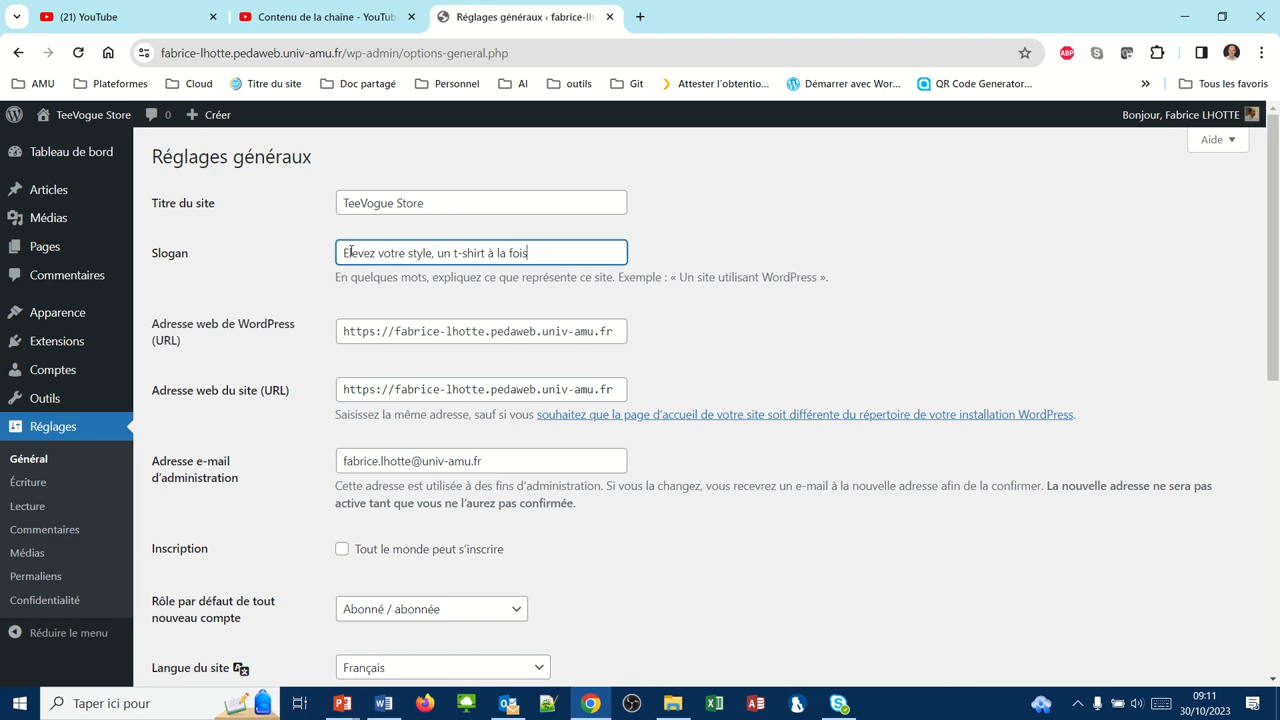 (21) YouTube
Contenu de la chaîne - YouTub
Réglages généraux ‹ fabrice-lh
fabrice-lhotte.pedaweb.univ-amu.fr/wp-admin/options-general.php
ABP
AMU
Plateformes
Cloud
Titre du site
Doc partagé
Personnel
AI
outils
Git
Attester l'obtentio...
Démarrer avec Wor...
QR Code Generator...
»
Tous les favoris
TeeVogue Store
0
Créer
Bonjour, Fabrice LHOTTE
Aide
Tableau de bord
Articles
Médias
Pages
Commentaires
Apparence
Extensions
Comptes
Outils
Réglages
Général
Écriture
Lecture
Commentaires
Médias
Permaliens
Confidentialité
Réduire le menu
Réglages généraux
Titre du site
TeeVogue Store
Slogan
Elevez votre style, un t-shirt à la fois
En quelques mots, expliquez ce que représente ce site. Exemple : « Un site utilisant WordPress ».
Adresse web de WordPress
(URL)
https://fabrice-lhotte.pedaweb.univ-amu.fr
Adresse web du site (URL)
https://fabrice-lhotte.pedaweb.univ-amu.fr
Saisissez la même adresse, sauf si vous souhaitez que la page d'accueil de votre site soit différente du répertoire de votre installation WordPress.
Adresse e-mail
d'administration
fabrice.lhotte@univ-amu.fr
Cette adresse est utilisée à des fins d'administration. Si vous la changez, vous recevrez un e-mail à la nouvelle adresse afin de la confirmer. La nouvelle adresse ne sera pas
active tant que vous ne l'aurez pas confirmée.
Inscription
Tout le monde peut s'inscrire
Rôle par défaut de tout
nouveau compte
Abonné / abonnée
Langue du site
Français
Taper ici pour
09:11
30/10/2023